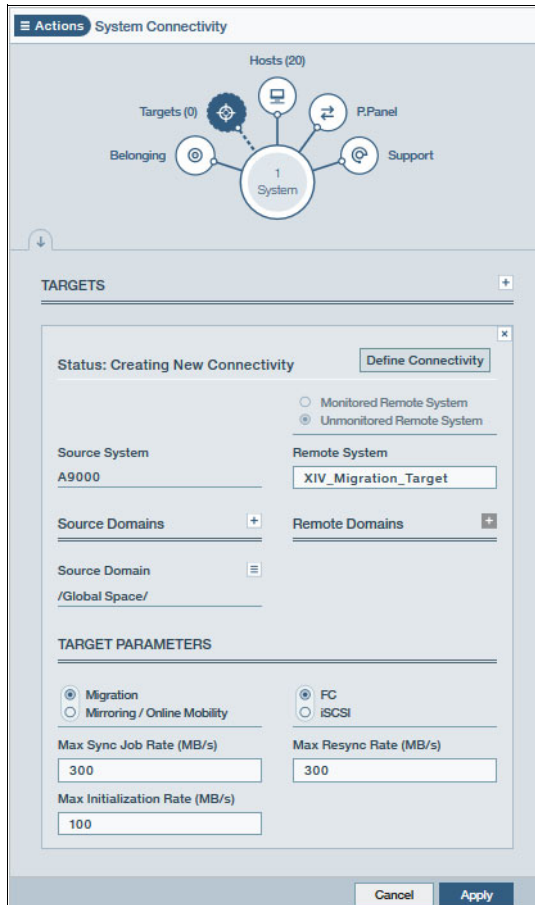 Actions System Connectivity
Hosts (20)
Targets (0)
P.Panel
Belonging
Support
1
System
TARGETS
Status: Creating New Connectivity
Define Connectivity
Monitored Remote System
Unmonitored Remote System
Source System
Remote System
A9000
XIV_Migration_Target
Source Domains
Remote Domains
Source Domain
/Global Space/
TARGET PARAMETERS
Migration
FC
Mirroring / Online Mobility
iSCSI
Max Sync Job Rate (MB/s)
Max Resync Rate (MB/s)
300
300
Max Initialization Rate (MB/s)
100
Cancel
Apply